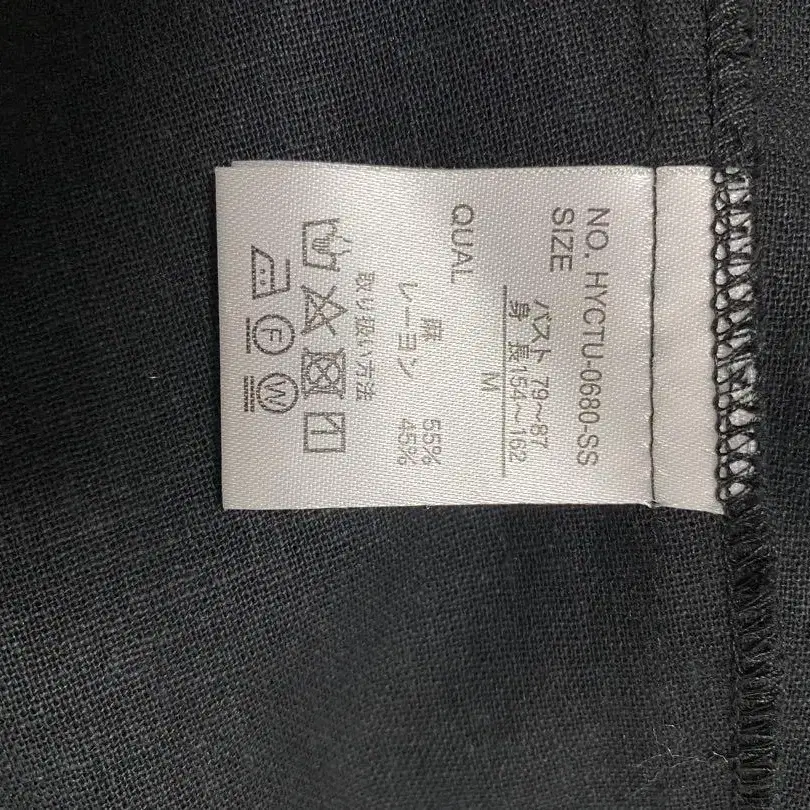 NO. HYCTU-0680-SS
SIZE
バスト 79~87
身 長154~162
M
QUAL
麻 55%
レーヨン 45%
取り扱い方法
F W